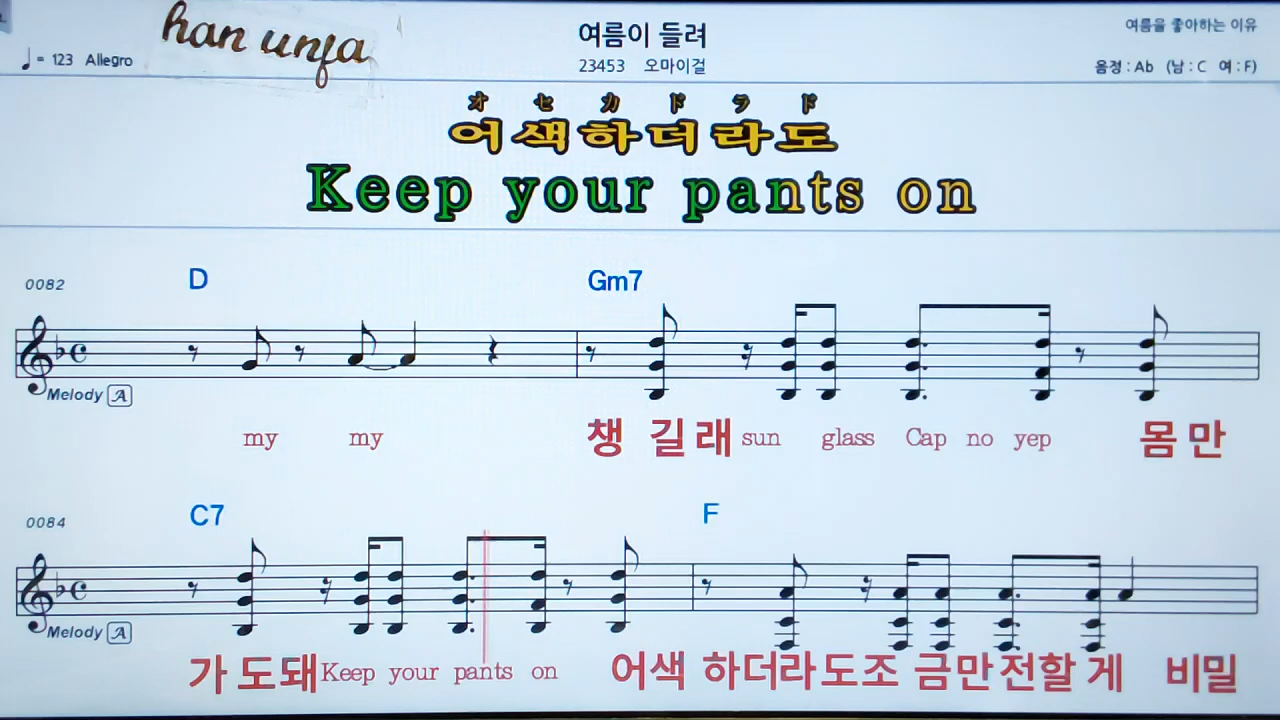 han unja
여름이 들려
여름을 좋아하는 이유
♩ = 123 Allegro
23453 오마이걸
음정 : Ab (남 : C 여 : F)
オ セ カ ド ラ ド
어색하더라도
Keep your pants on
0082
D Gm7
Melody A
my my 챙 길 래 sun glass Cap no yep 몸 만
0084
C7 F
Melody A
가 도돼 Keep your pants on 어색 하더라도조 금만전할 게 비밀